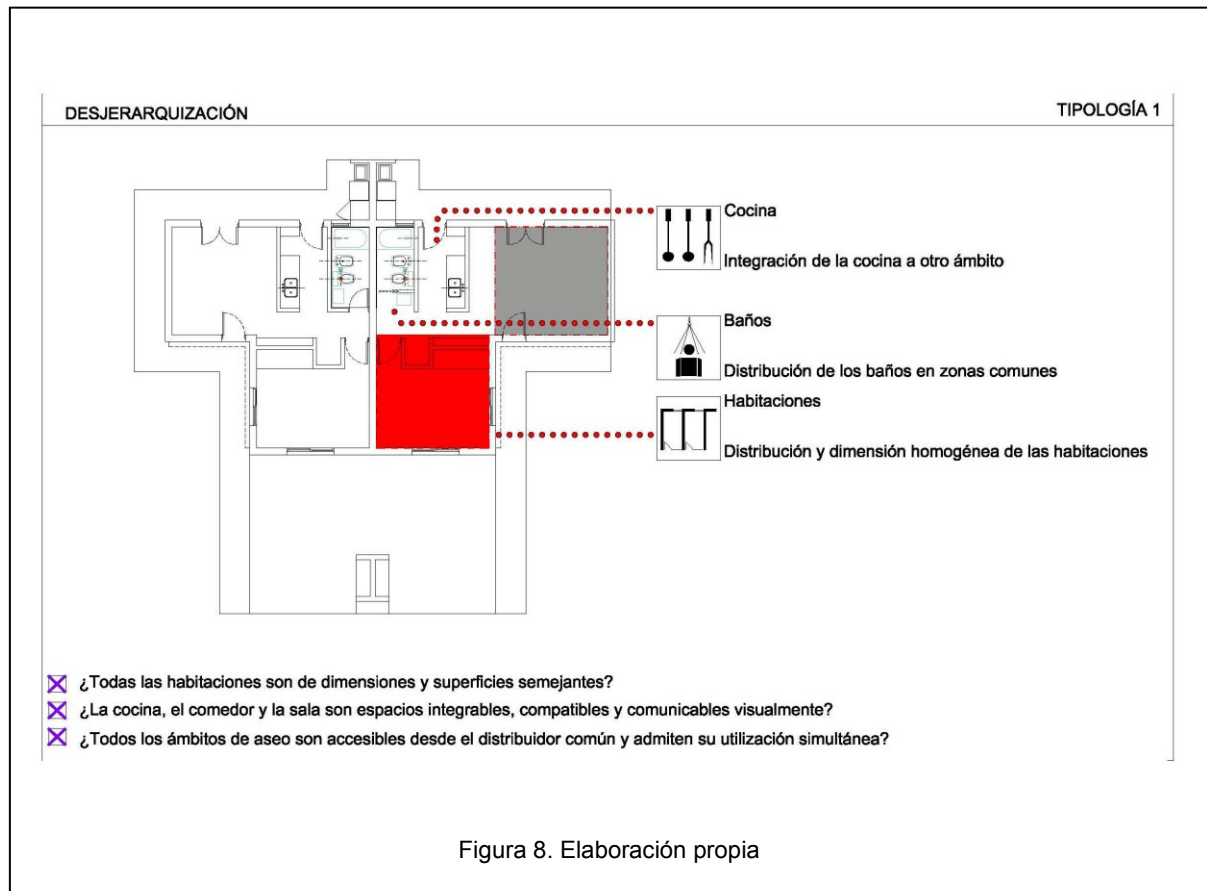 DESJERARQUIZACIÓN
TIPOLOGÍA 1
Cocina
Integración de la cocina a otro ámbito
Baños
Distribución de los baños en zonas comunes
Habitaciones
Distribución y dimensión homogénea de las habitaciones
¿Todas las habitaciones son de dimensiones y superficies semejantes?
¿La cocina, el comedor y la sala son espacios integrables, compatibles y comunicables visualmente?
¿Todos los ámbitos de aseo son accesibles desde el distribuidor común y admiten su utilización simultánea?
Figura 8. Elaboración propia